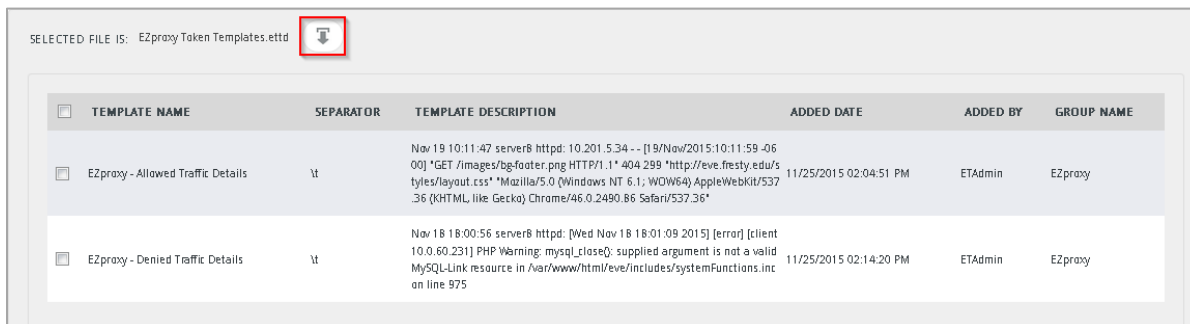 SELECTED FILE IS: EZproxy Token Templates.ettd
TEMPLATE NAME SEPARATOR TEMPLATE DESCRIPTION ADDED DATE ADDED BY GROUP NAME
EZproxy - Allowed Traffic Details \t Nov 19 10:11:47 server8 httpd: 10.201.5.34 - - [19/Nov/2015:10:11:59 -06
00] "GET /images/bg-footer.png HTTP/1.1" 404 299 "http://eve.fresty.edu/s
tyles/layout.css" "Mozilla/5.0 (Windows NT 6.1; WOW64) AppleWebKit/537 11/25/2015 02:04:51 PM ETAdmin EZproxy
.36 (KHTML, like Gecko) Chrome/46.0.2490.86 Safari/537.36"
Nov 18 18:00:56 server8 httpd: [Wed Nov 18 18:01:09 2015] [error] [client
EZproxy - Denied Traffic Details \t 10.0.60.231] PHP Warning: mysql_close(): supplied argument is not a valid 11/25/2015 02:14:20 PM ETAdmin EZproxy
MySQL-Link resource in /var/www/html/eve/includes/systemFunctions.inc
on line 975